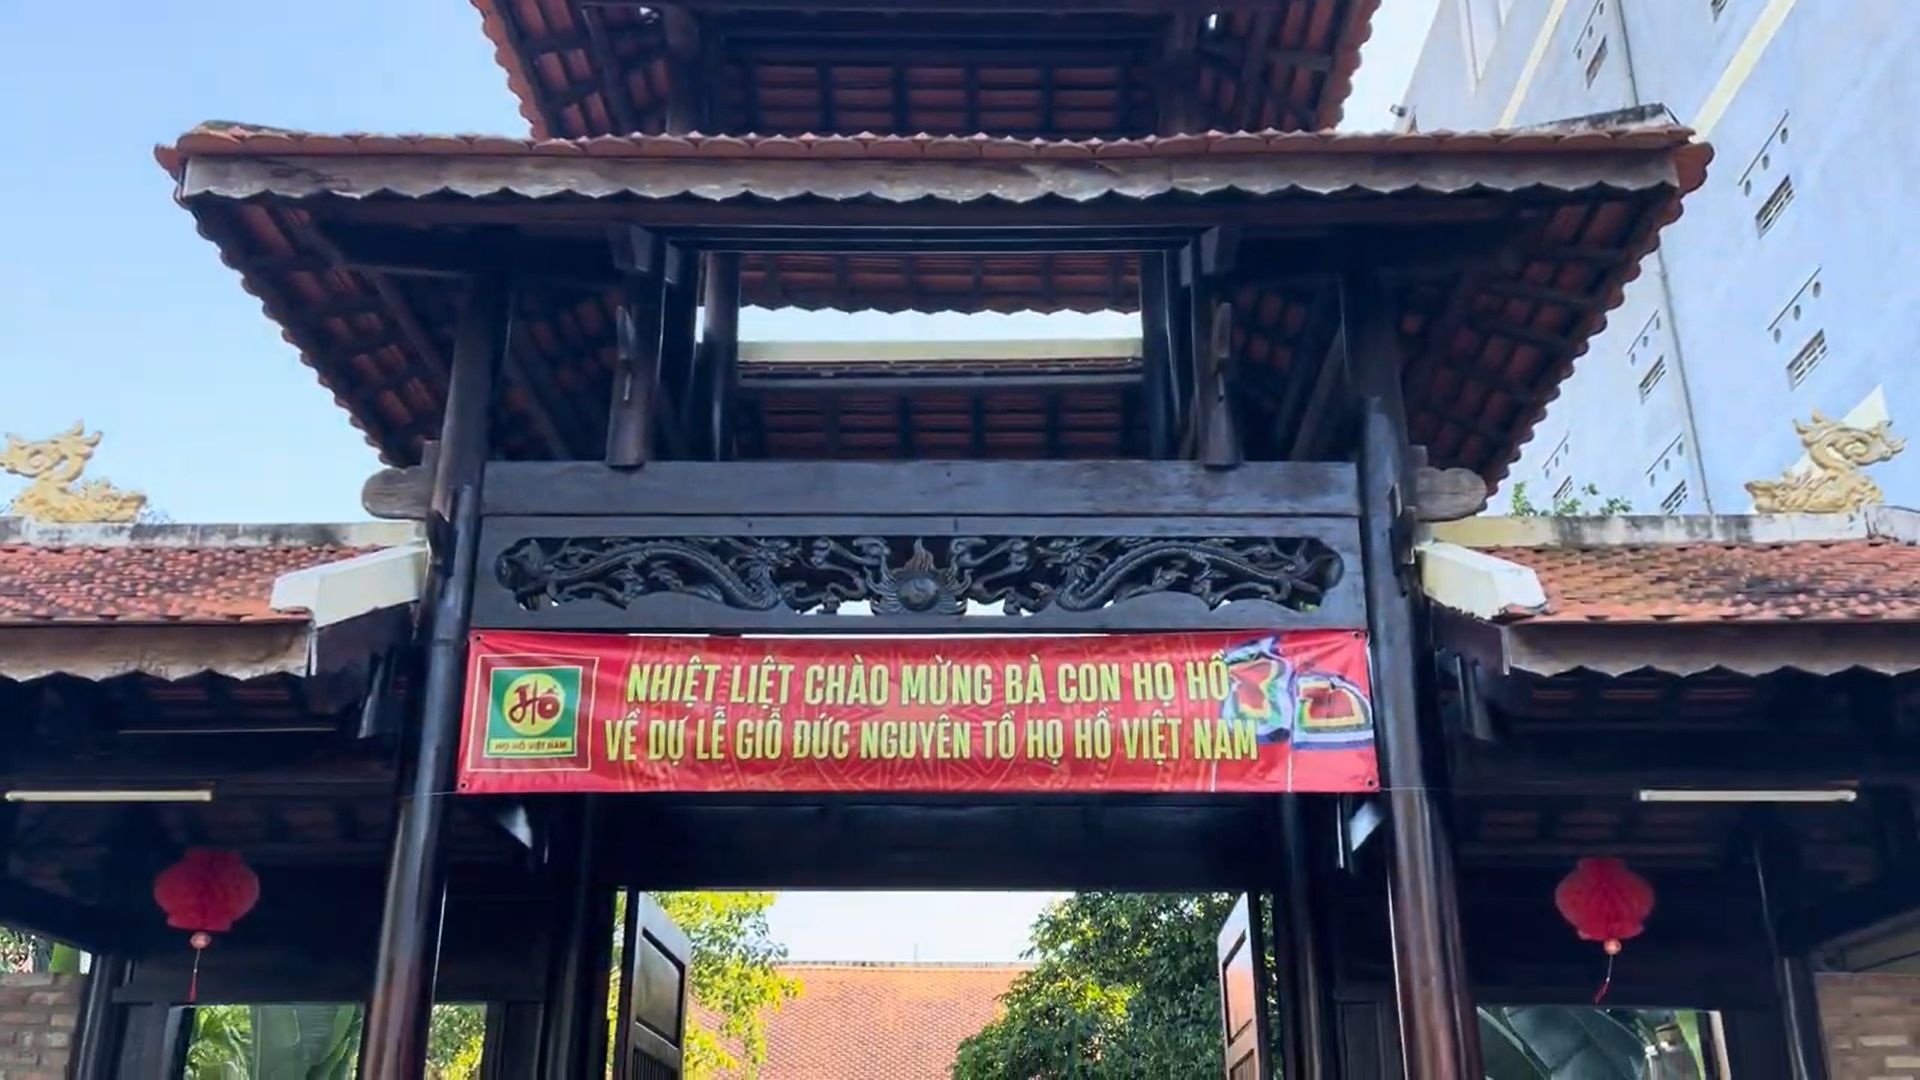 NHIỆT LIỆT CHÀO MỪNG BÀ CON HỌ HỒ
VỀ DỰ LỄ GIỖ ĐỨC NGUYÊN TỔ HỌ HỒ VIỆT NAM
Hồ
HỌ HỒ VIỆT NAM